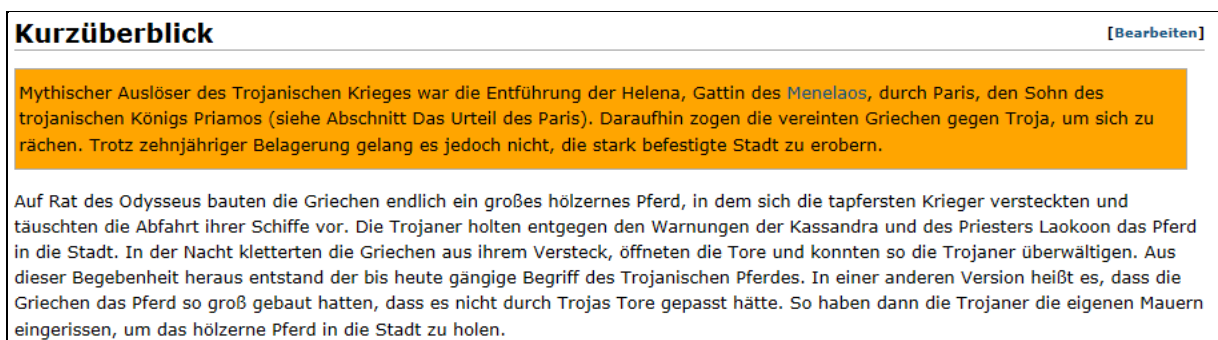 Kurzüberblick [Bearbeiten]
Mythischer Auslöser des Trojanischen Krieges war die Entführung der Helena, Gattin des Menelaos, durch Paris, den Sohn des
trojanischen Königs Priamos (siehe Abschnitt Das Urteil des Paris). Daraufhin zogen die vereinten Griechen gegen Troja, um sich zu
rächen. Trotz zehnjähriger Belagerung gelang es jedoch nicht, die stark befestigte Stadt zu erobern.
Auf Rat des Odysseus bauten die Griechen endlich ein großes hölzernes Pferd, in dem sich die tapfersten Krieger versteckten und
täuschten die Abfahrt ihrer Schiffe vor. Die Trojaner holten entgegen den Warnungen der Kassandra und des Priesters Laokoon das Pferd
in die Stadt. In der Nacht kletterten die Griechen aus ihrem Versteck, öffneten die Tore und konnten so die Trojaner überwältigen. Aus
dieser Begebenheit heraus entstand der bis heute gängige Begriff des Trojanischen Pferdes. In einer anderen Version heißt es, dass die
Griechen das Pferd so groß gebaut hatten, dass es nicht durch Trojas Tore gepasst hätte. So haben dann die Trojaner die eigenen Mauern
eingerissen, um das hölzerne Pferd in die Stadt zu holen.